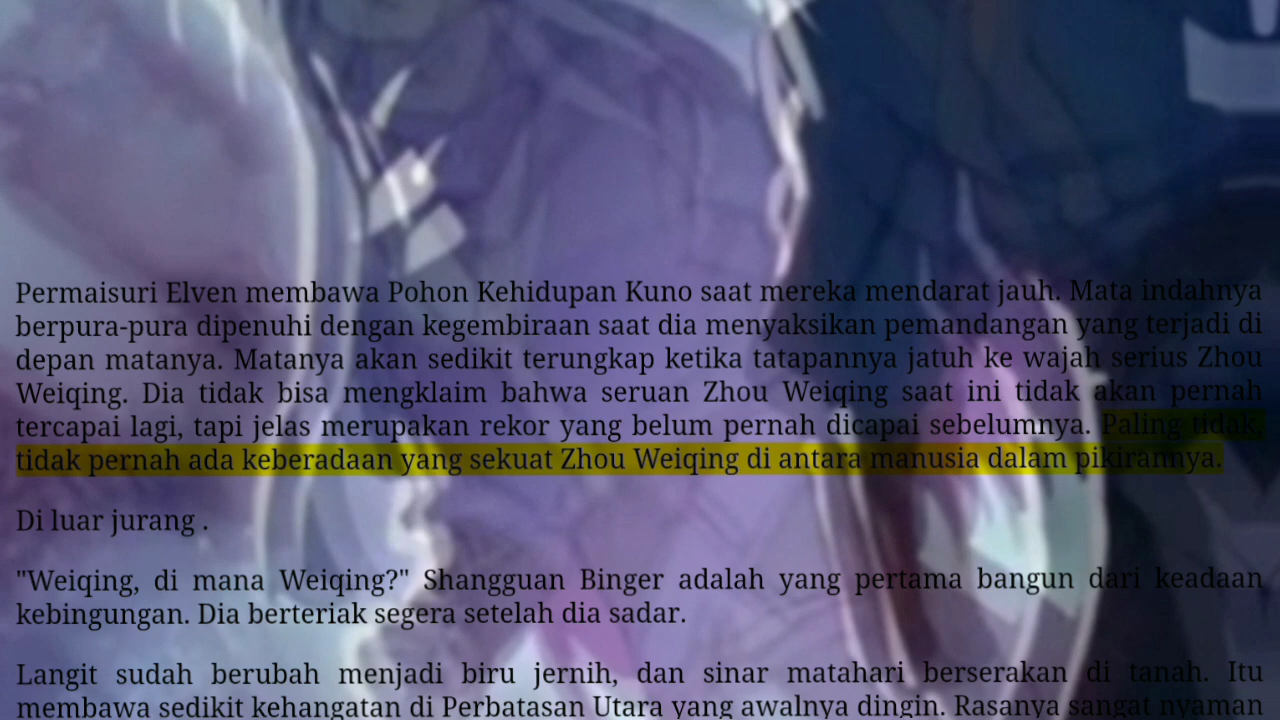 Permaisuri Elven membawa Pohon Kehidupan Kuno saat mereka mendarat jauh. Mata indahnya
berpura-pura dipenuhi dengan kegembiraan saat dia menyaksikan pemandangan yang terjadi di
depan matanya. Matanya akan sedikit terungkap ketika tatapannya jatuh ke wajah serius Zhou
Weiqing. Dia tidak bisa mengklaim bahwa seruan Zhou Weiqing saat ini tidak akan pernah
tercapai lagi, tapi jelas merupakan rekor yang belum pernah dicapai sebelumnya. Paling tidak,
tidak pernah ada keberadaan yang sekuat Zhou Weiqing di antara manusia dalam pikirannya.
Di luar jurang .
"Weiqing, di mana Weiqing?" Shangguan Binger adalah yang pertama bangun dari keadaan
kebingungan. Dia berteriak segera setelah dia sadar.
Langit sudah berubah menjadi biru jernih, dan sinar matahari berserakan di tanah. Itu
membawa sedikit kehangatan di Perbatasan Utara yang awalnya dingin. Rasanya sangat nyaman